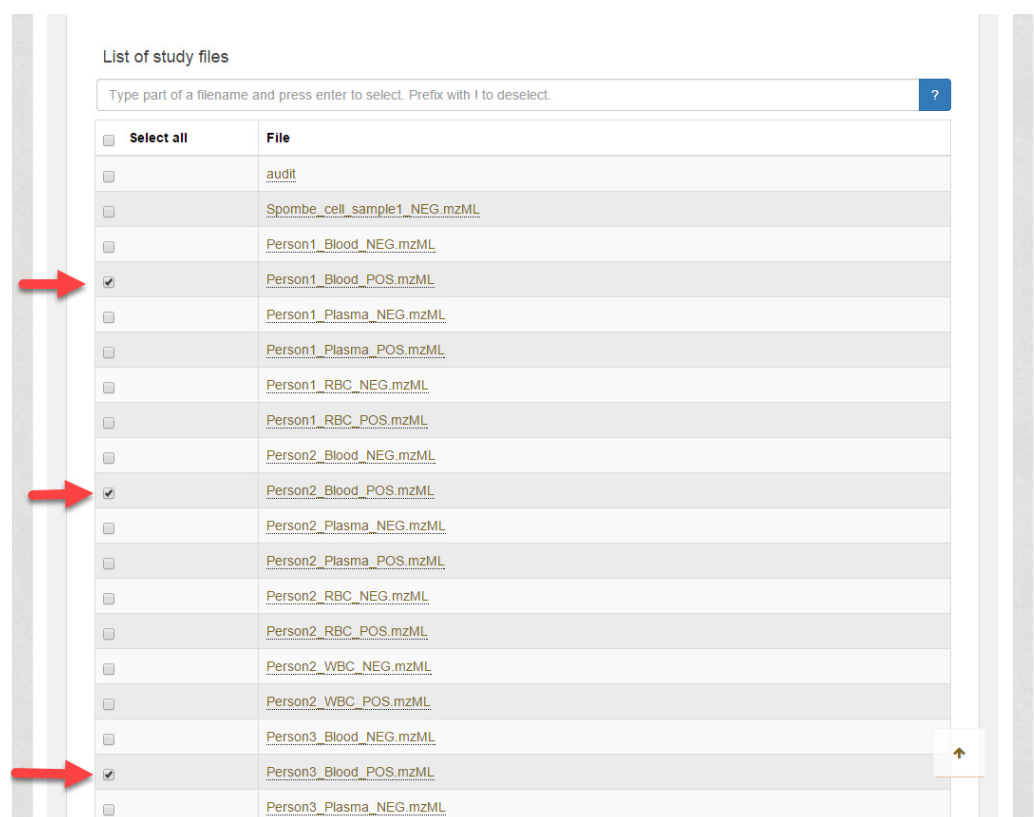 List of study files
Type part of a filename and press enter to select. Prefix with ! to deselect. ?
Select all File
audit
Spombe_cell_sample1_NEG.mzML
Person1_Blood_NEG.mzML
Person1_Blood_POS.mzML
Person1_Plasma_NEG.mzML
Person1_Plasma_POS.mzML
Person1_RBC_NEG.mzML
Person1_RBC_POS.mzML
Person2_Blood_NEG.mzML
Person2_Blood_POS.mzML
Person2_Plasma_NEG.mzML
Person2_Plasma_POS.mzML
Person2_RBC_NEG.mzML
Person2_RBC_POS.mzML
Person2_WBC_NEG.mzML
Person2_WBC_POS.mzML
Person3_Blood_NEG.mzML
Person3_Blood_POS.mzML
Person3_Plasma_NEG.mzML